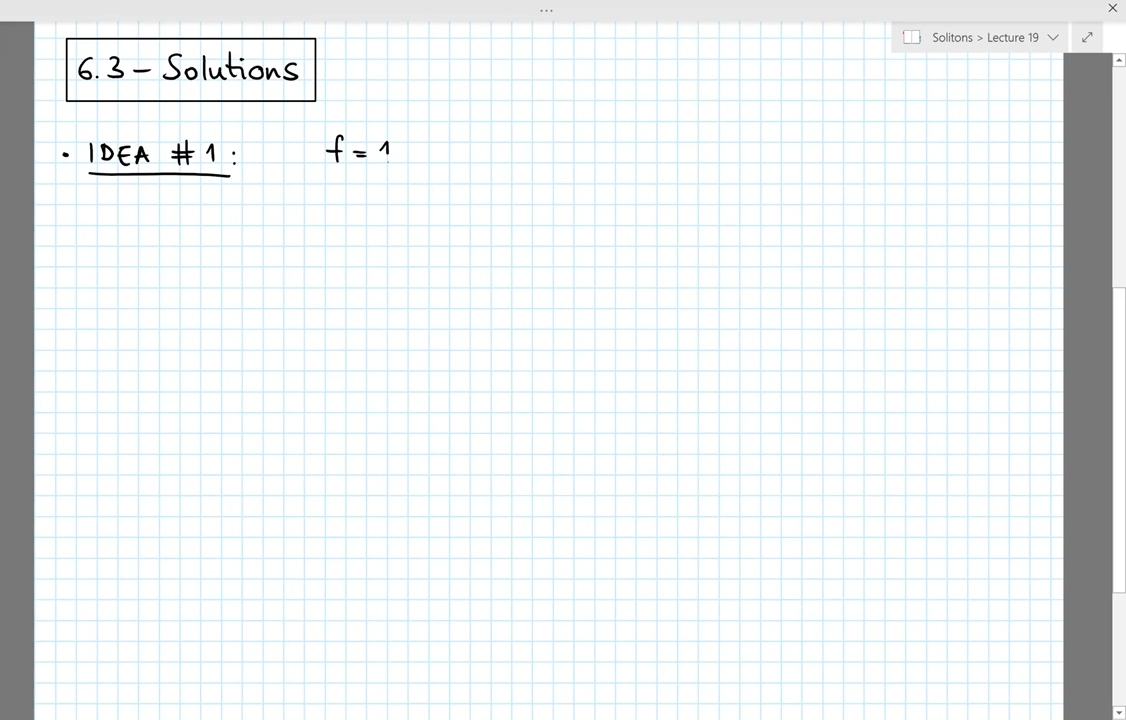 ...
Solitons > Lecture 19
6.3 – Solutions
• IDEA #1: f = 1